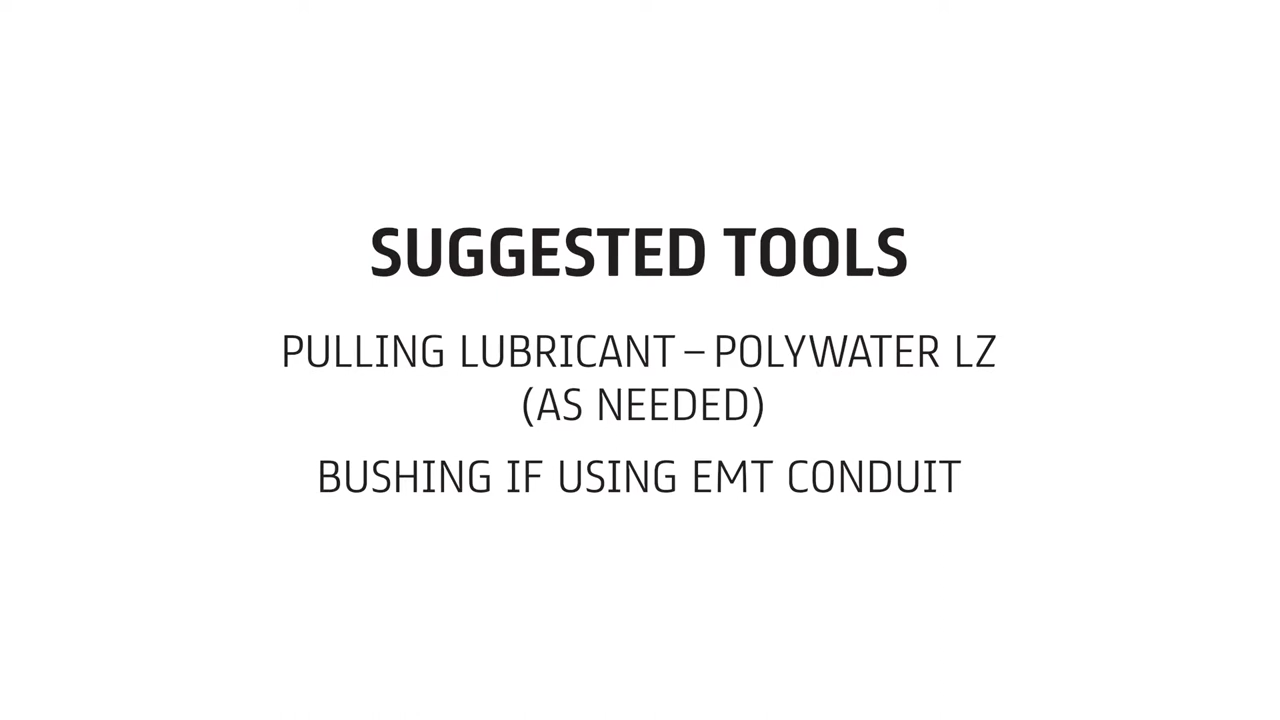 SUGGESTED TOOLS
PULLING LUBRICANT – POLYWATER LZ
(AS NEEDED)
BUSHING IF USING EMT CONDUIT